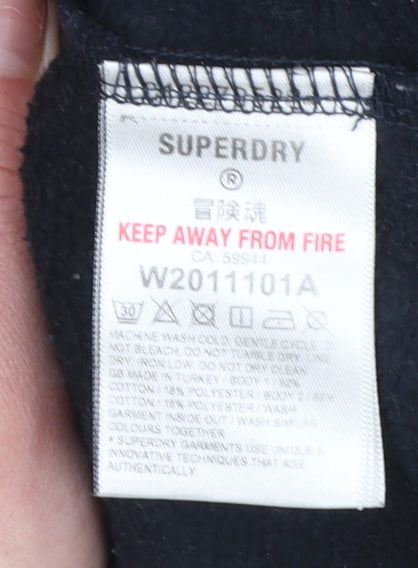 SUPERDRY
®
冒険魂
KEEP AWAY FROM FIRE
CA: 59944
W2011101A
30
MACHINE WASH COLD, GENTLE CYCLE, DO
NOT BLEACH, DO NOT TUMBLE DRY, LINE
DRY, IRON LOW, DO NOT DRY CLEAN
GB MADE IN TURKEY / BODY 1 / 82%
COTTON / 18% POLYESTER / BODY 2 / 82%
COTTON / 18% POLYESTER / WASH
GARMENT INSIDE OUT / WASH SIMILAR
COLOURS TOGETHER
* SUPERDRY GARMENTS USE UNIQUE &
INNOVATIVE TECHNIQUES THAT AGE
AUTHENTICALLY.